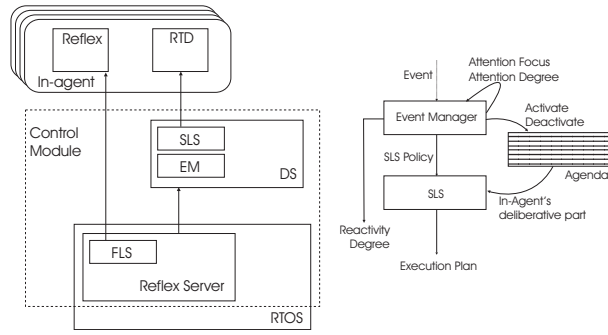 Reflex
RTD
In-agent
Control
Module
SLS
EM
DS
FLS
Reflex Server
RTOS
Attention Focus
Attention Degree
Event
Activate
Deactivate
Event Manager
SLS Policy
Agenda
SLS
In-Agent's
deliberative part
Reactivity
Degree
Execution Plan